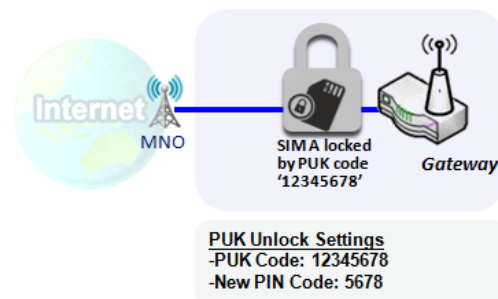 Internet
MNO
SIM A locked
by PUK code
'12345678'
Gateway
PUK Unlock Settings
-PUK Code: 12345678
-New PIN Code: 5678